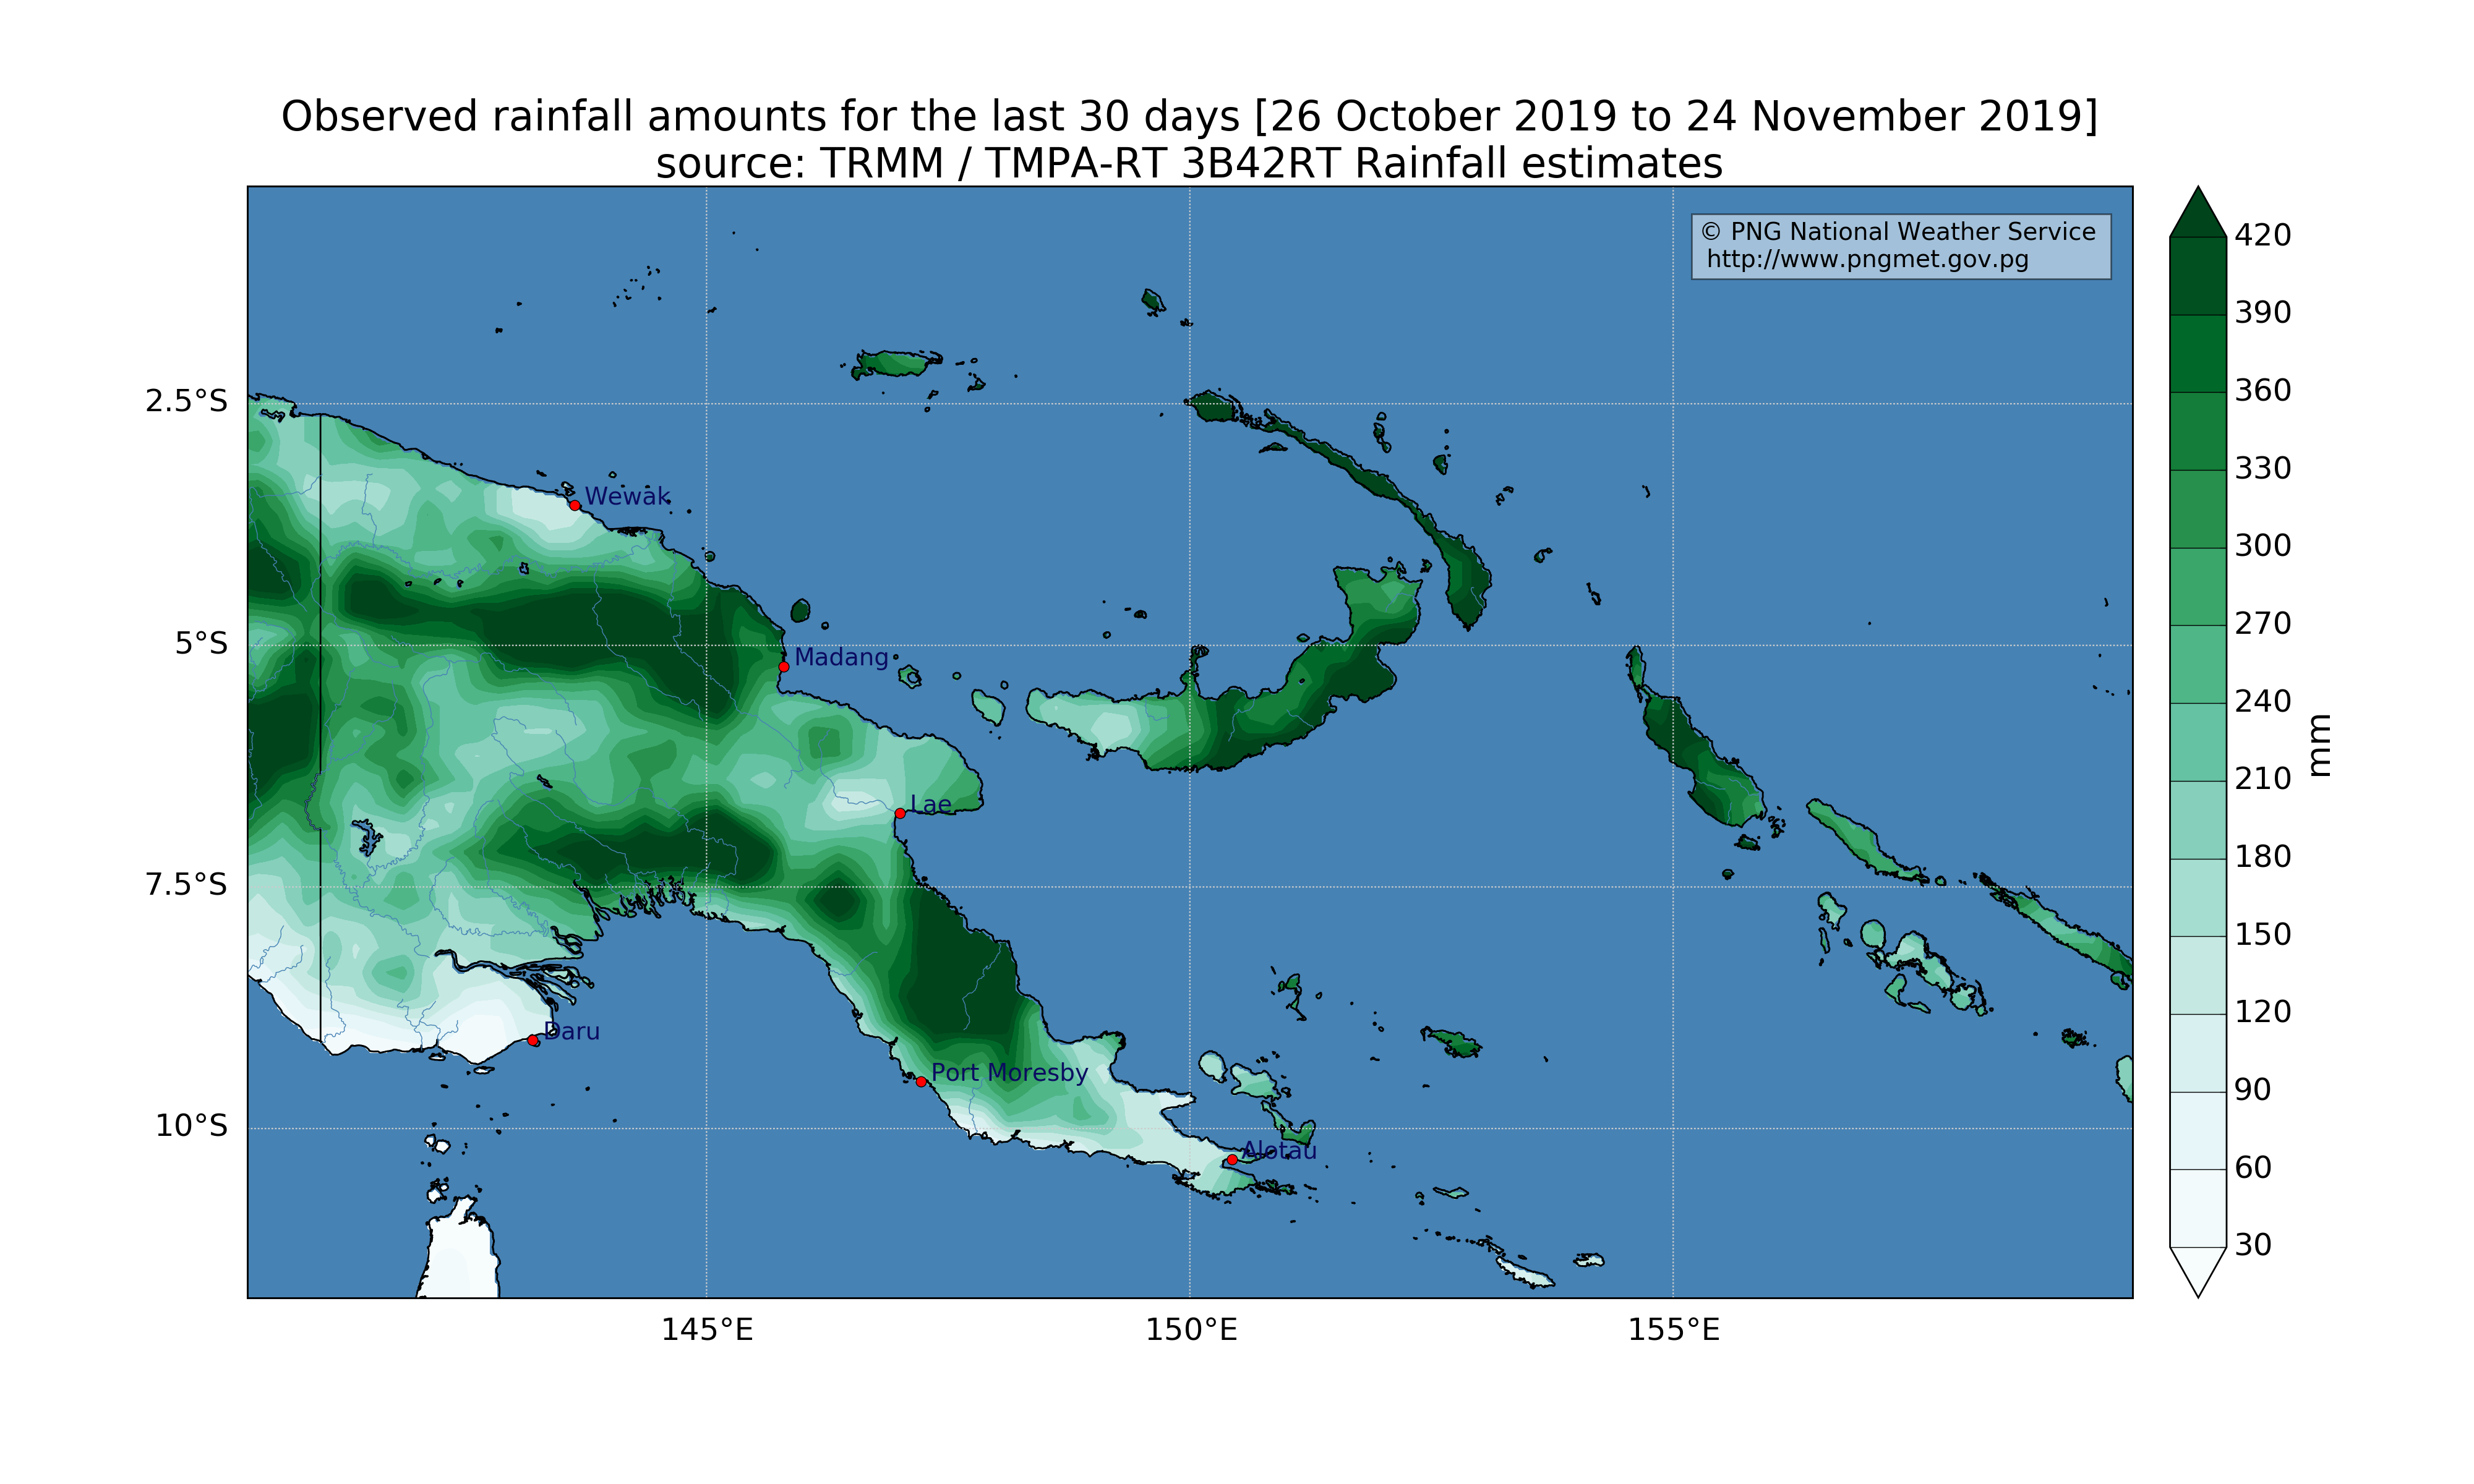 Observed rainfall amounts for the last 30 days [26 October 2019 to 24 November 2019]
source: TRMM / TMPA-RT 3B42RT Rainfall estimates
© PNG National Weather Service
http://www.pngmet.gov.pg
420
390
360
330
300
270
240
210
180
150
120
90
60
30
mm
2.5°S
5°S
7.5°S
10°S
Wewak
Madang
Lae
Daru
Port Moresby
Alotau
145°E
150°E
155°E